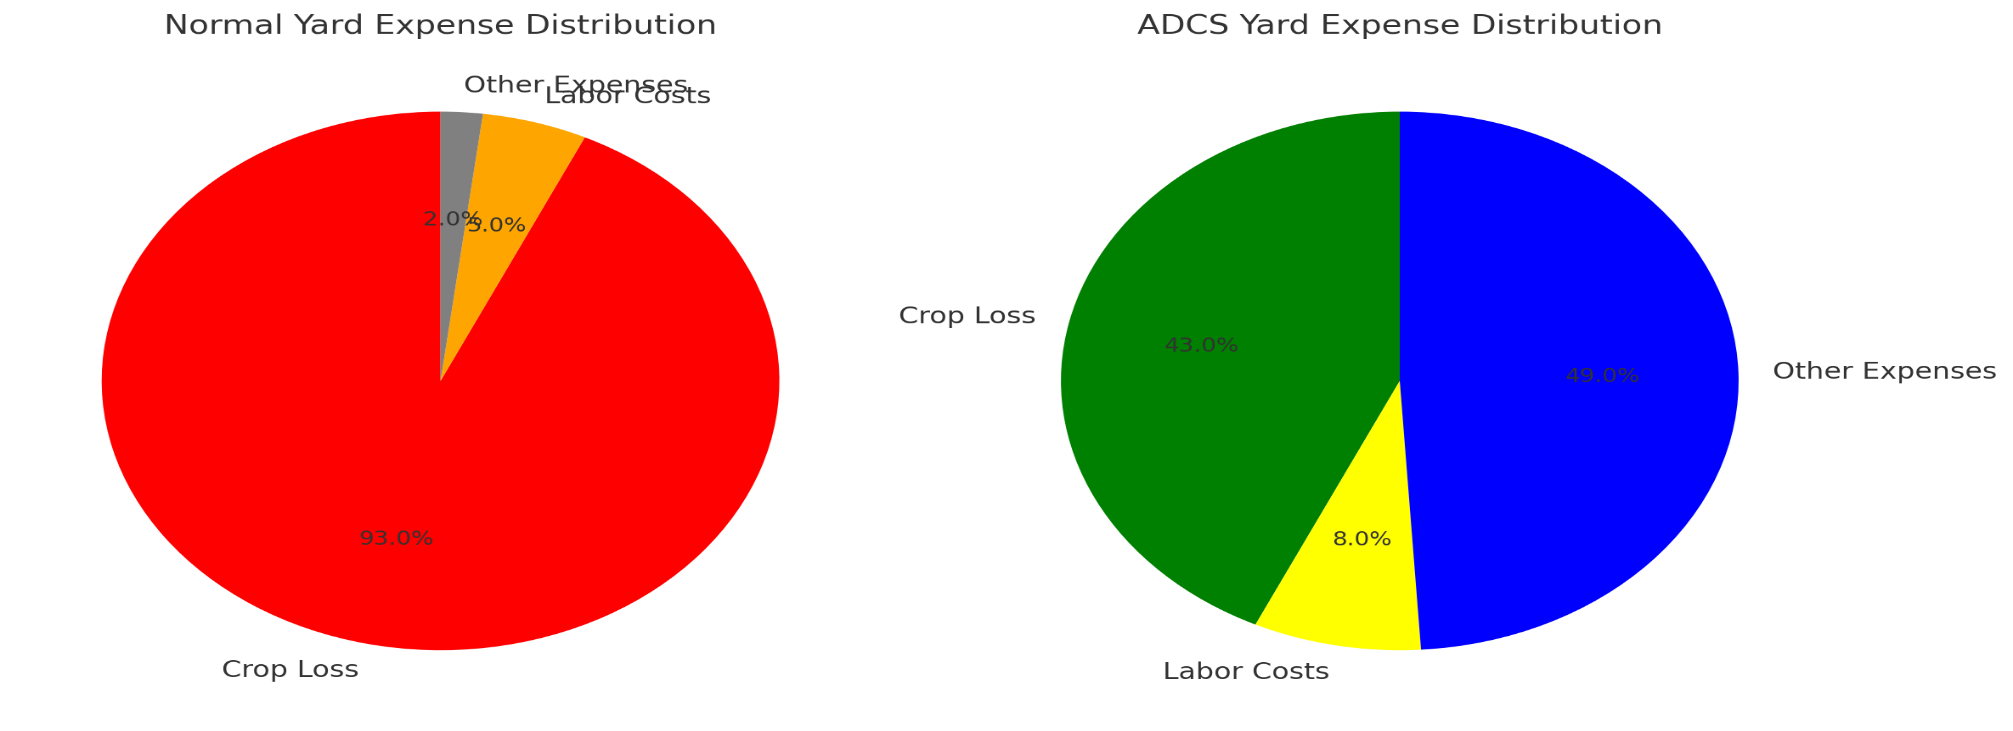 Normal Yard Expense Distribution
Other Expenses
Labor Costs
2.0%
5.0%
93.0%
Crop Loss
ADCS Yard Expense Distribution
Crop Loss
43.0%
49.0%
Other Expenses
8.0%
Labor Costs